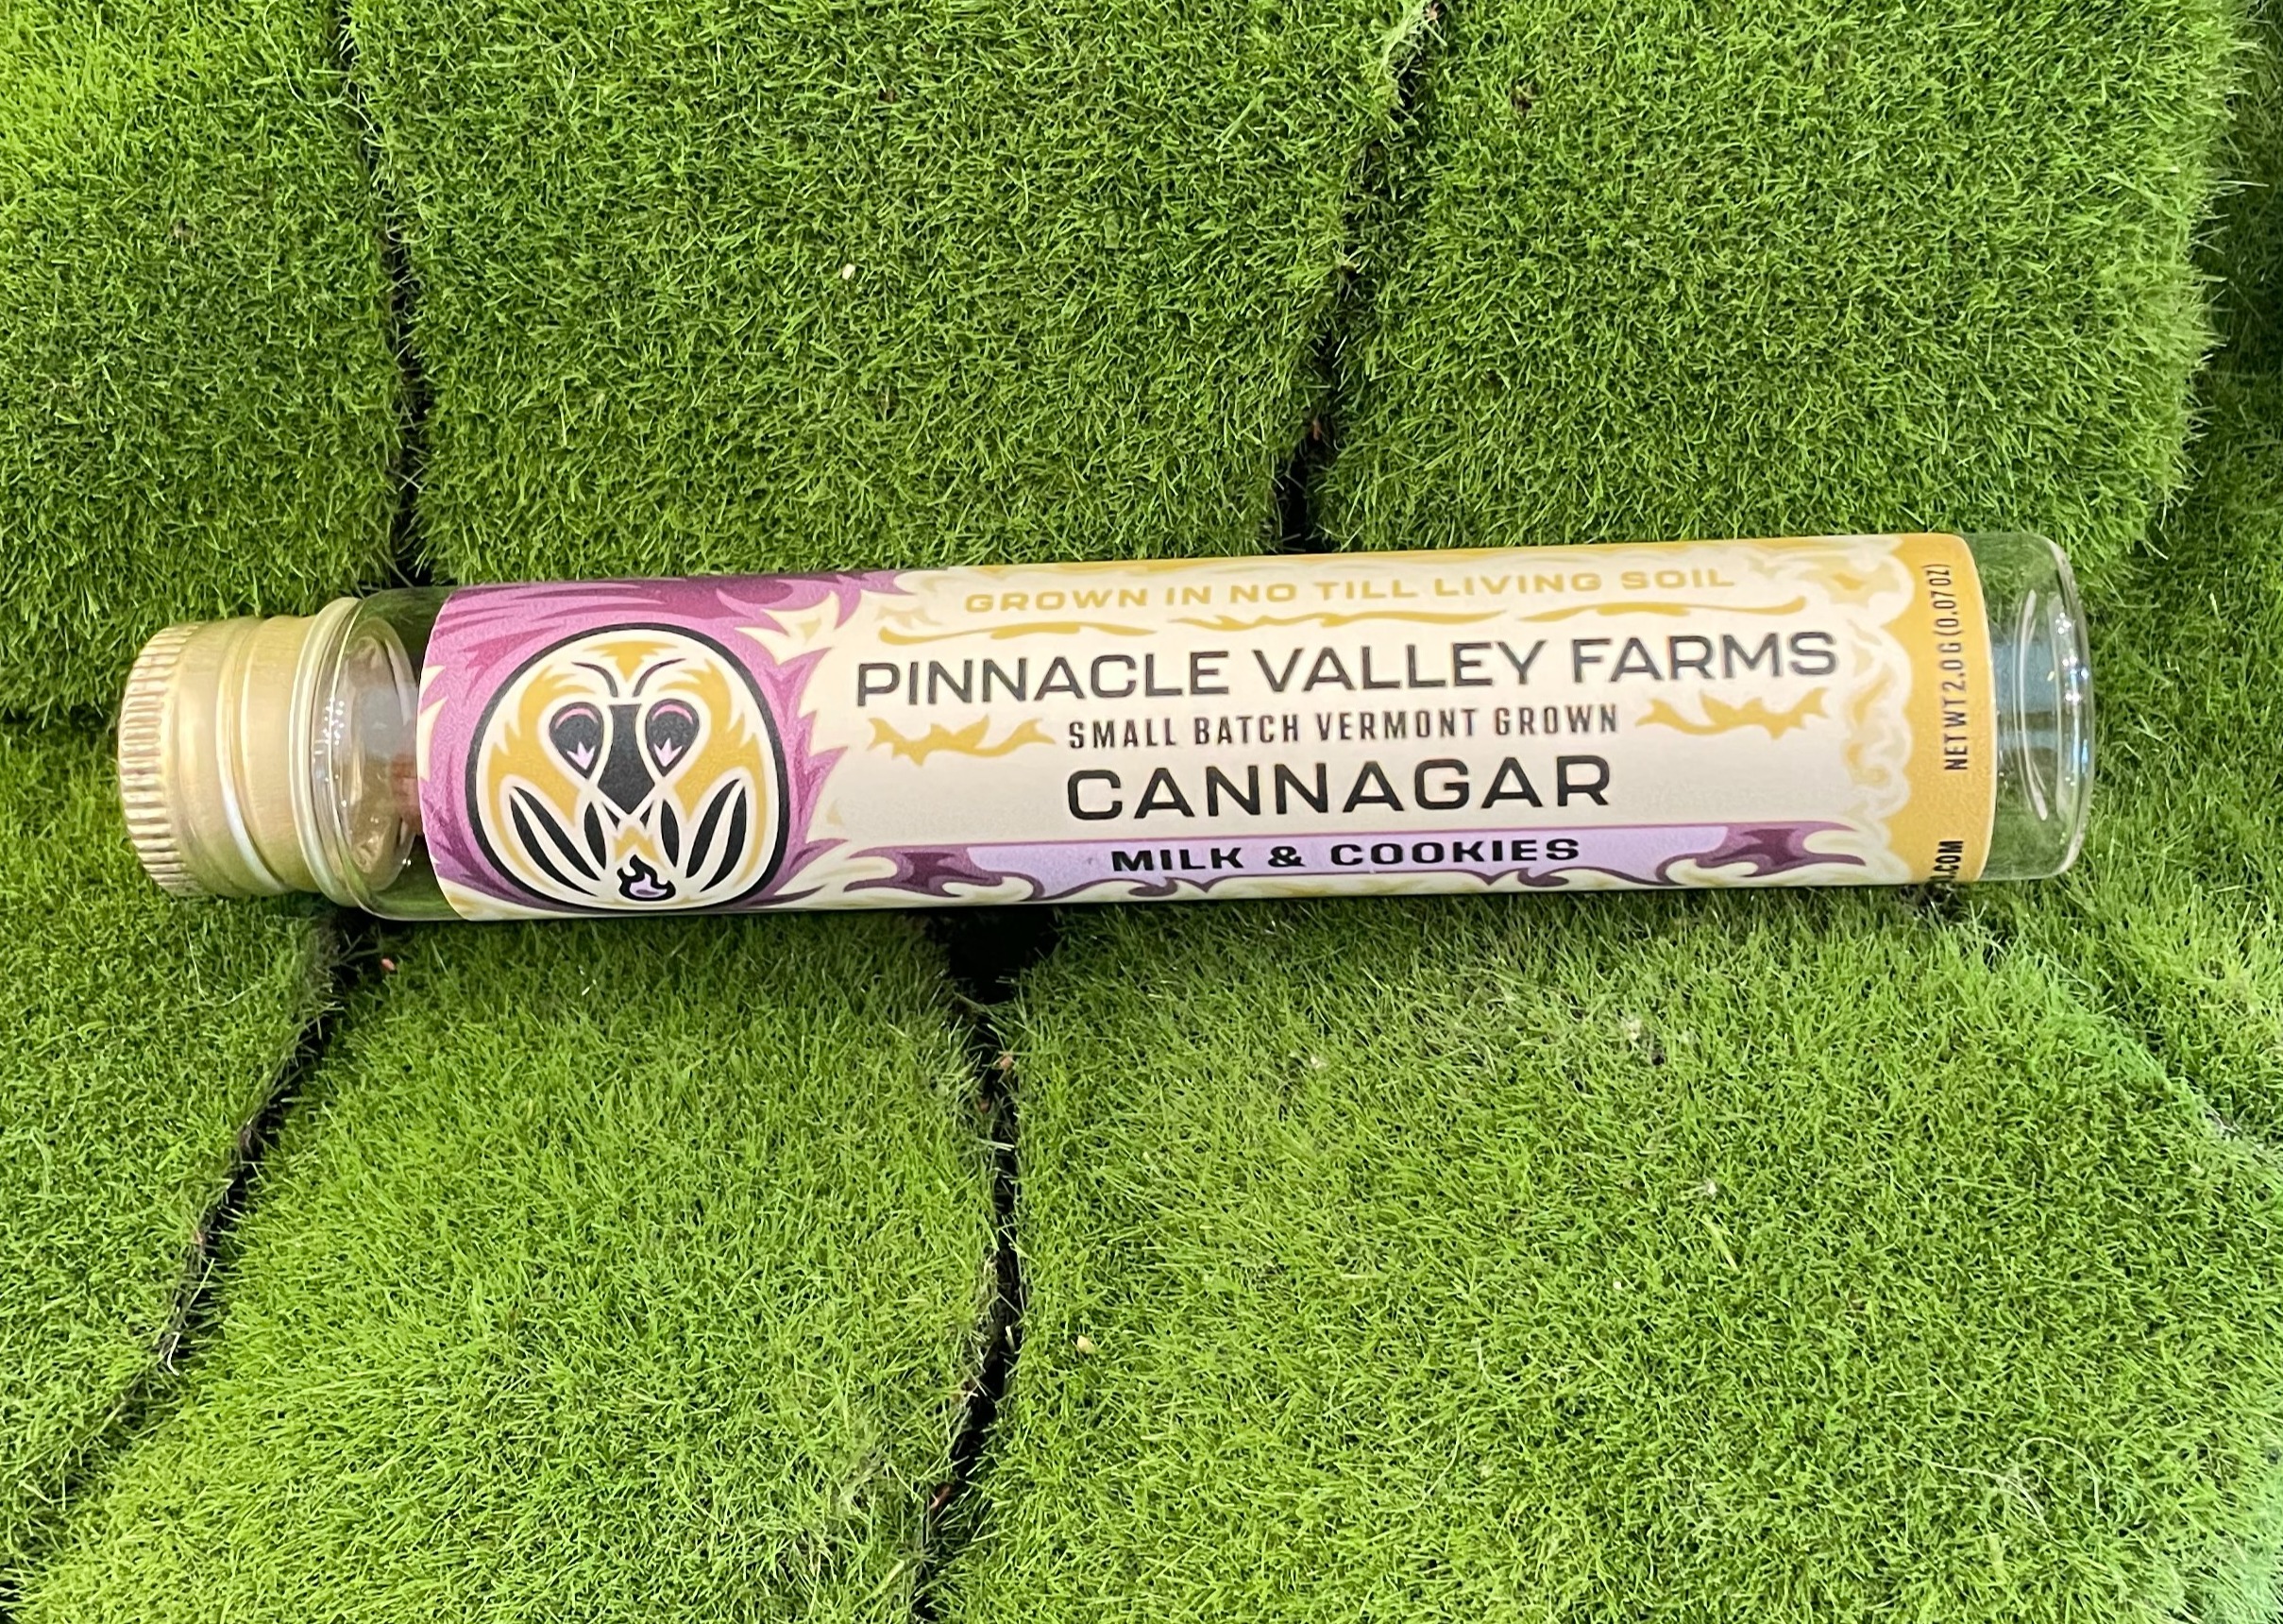 GROWN IN NO TILL LIVING SOIL
PINNACLE VALLEY FARMS
SMALL BATCH VERMONT GROWN
CANNAGAR
MILK & COOKIES
NET WT 2.0 G (0.07 OZ)
.COM